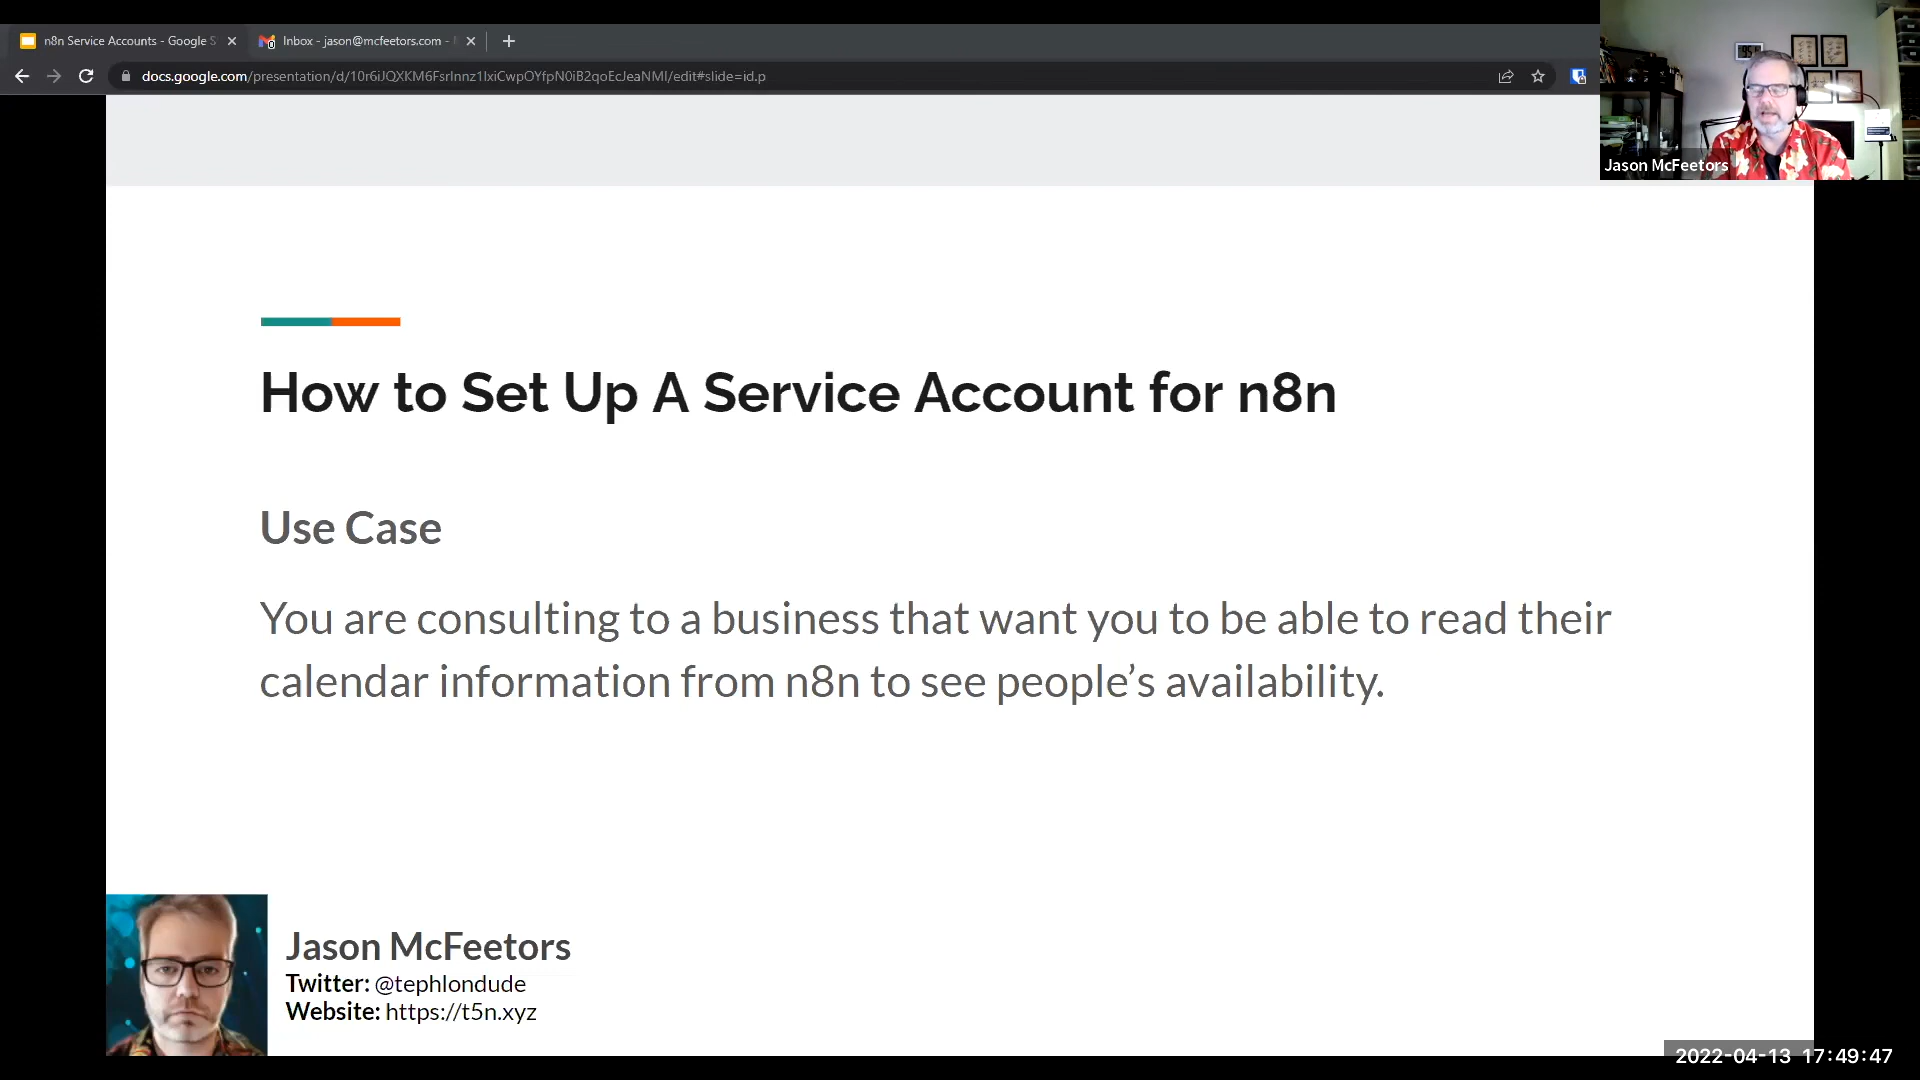 n8n Service Accounts - Google S
Inbox - jason@mcfeetors.com -
docs.google.com/presentation/d/10r6iJQXKM6FsrInnz1IxiCwpOYfpN0iB2qoEcJeaNMI/edit#slide=id.p
Jason McFeetors
How to Set Up A Service Account for n8n
Use Case
You are consulting to a business that want you to be able to read their
calendar information from n8n to see people’s availability.
Jason McFeetors
Twitter: @tephlondude
Website: https://t5n.xyz
2022-04-13 17:49:47